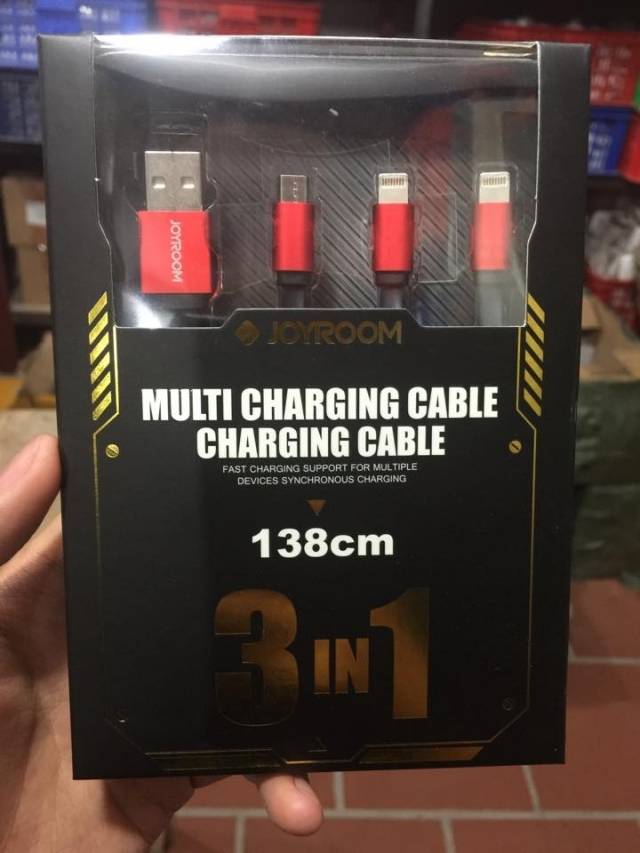 JOYROOM
JOYROOM
MULTI CHARGING CABLE
CHARGING CABLE
FAST CHARGING SUPPORT FOR MULTIPLE
DEVICES SYNCHRONOUS CHARGING
138cm
3 IN 1